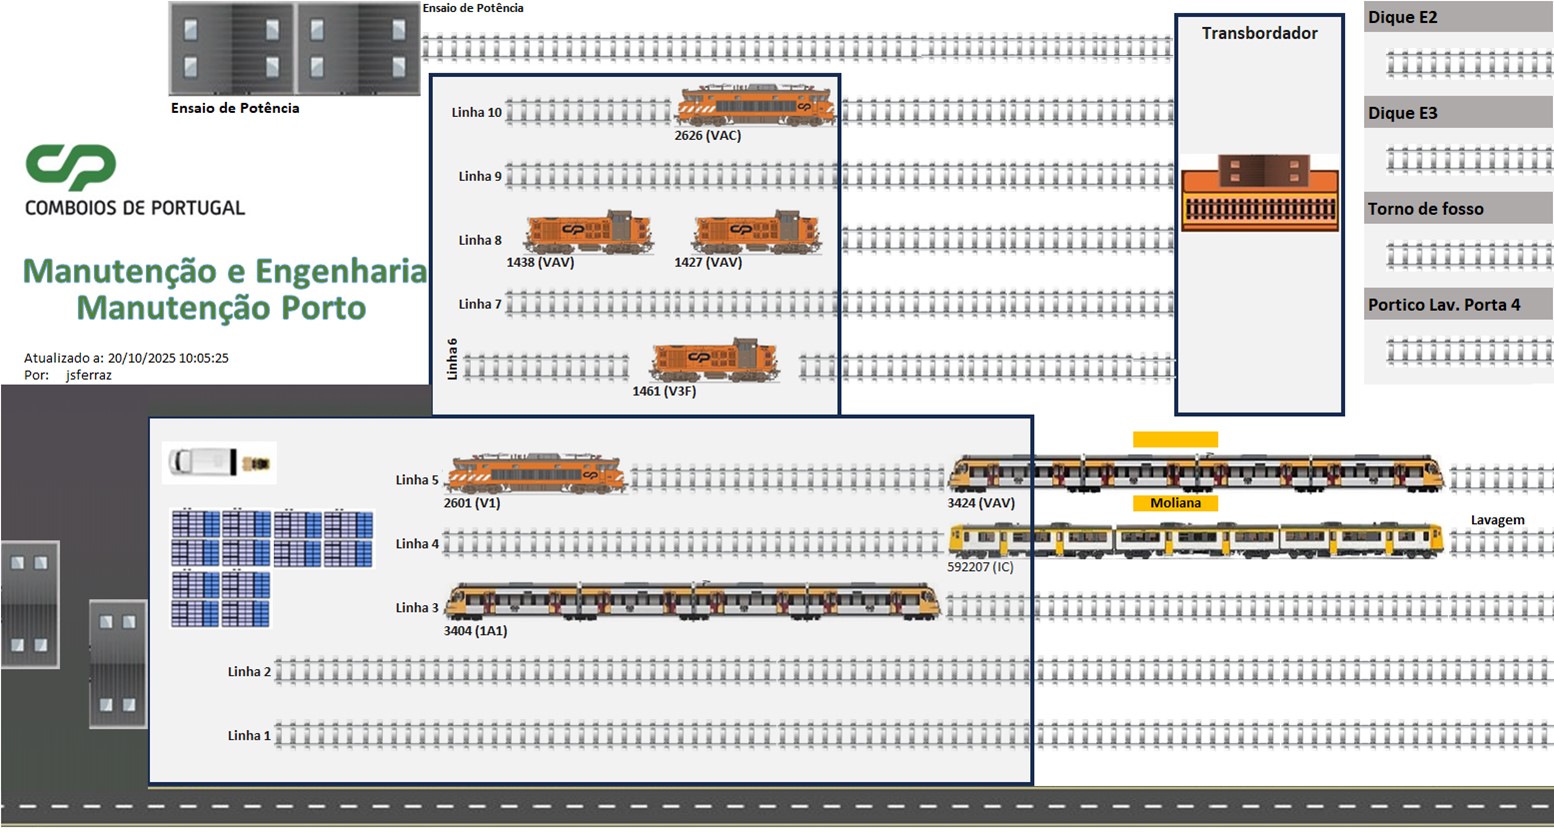 Ensaio de Potência
Ensaio de Potência
CP
COMBOIOS DE PORTUGAL
Manutenção e Engenharia
Manutenção Porto
Atualizado a: 20/10/2025 10:05:25
Por: jsferraz
Linha 10
2626 (VAC)
Linha 9
Linha 8
1438 (VAV)
1427 (VAV)
Linha 7
Linha 6
1461 (V3F)
Transbordador
Dique E2
Dique E3
Torno de fosso
Portico Lav. Porta 4
Linha 5
2601 (V1)
3424 (VAV)
Moliana
Lavagem
Linha 4
592207 (IC)
Linha 3
3404 (1A1)
Linha 2
Linha 1